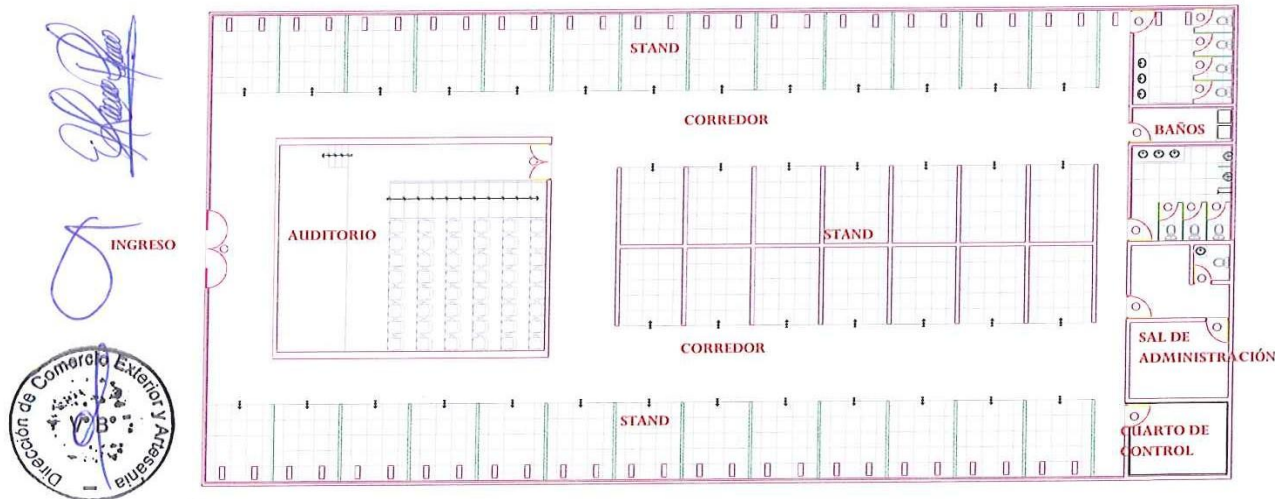 STAND
CORREDOR
BAÑOS
INGRESO
AUDITORIO
STAND
CORREDOR
SAL DE
ADMINISTRACIÓN
STAND
CUARTO DE
CONTROL
Dirección de Comercio Exterior y Artesanía
V°B°